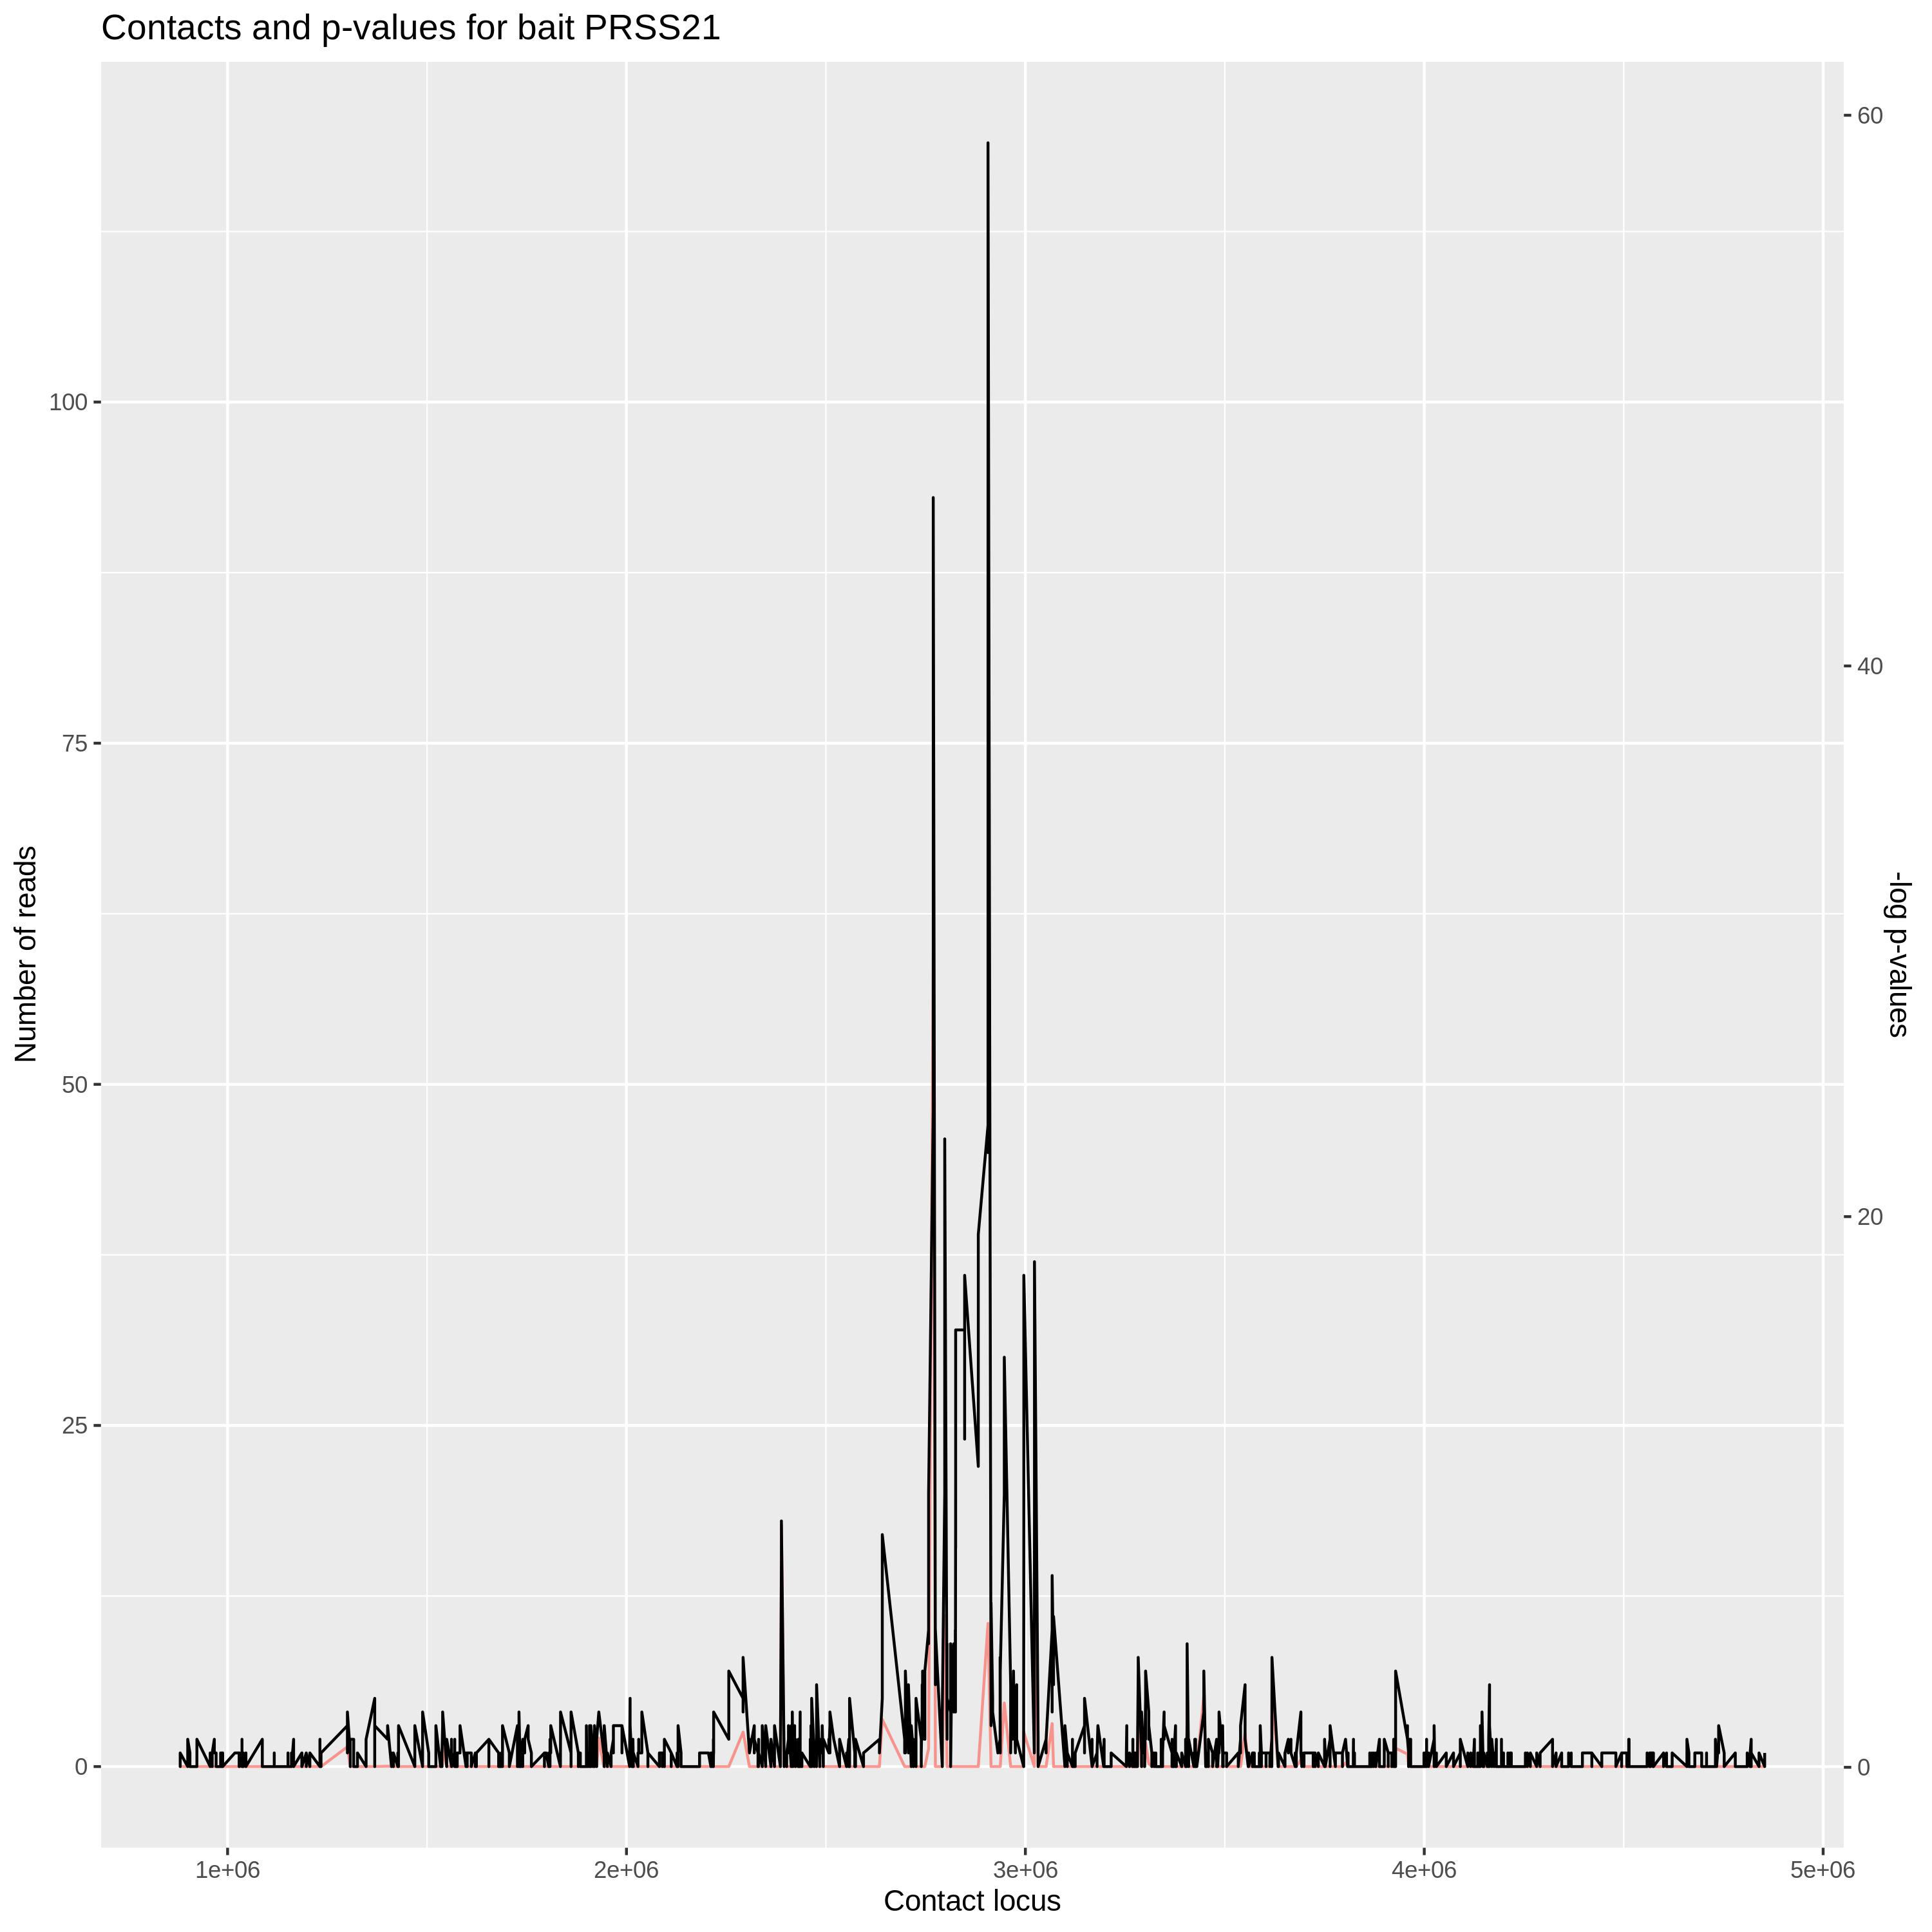 Contacts and p-values for bait PRSS21
60
100
40
75
Number of reads
-log p-values
50
20
25
0
0
1e+06
2e+06
3e+06
4e+06
5e+06
Contact locus